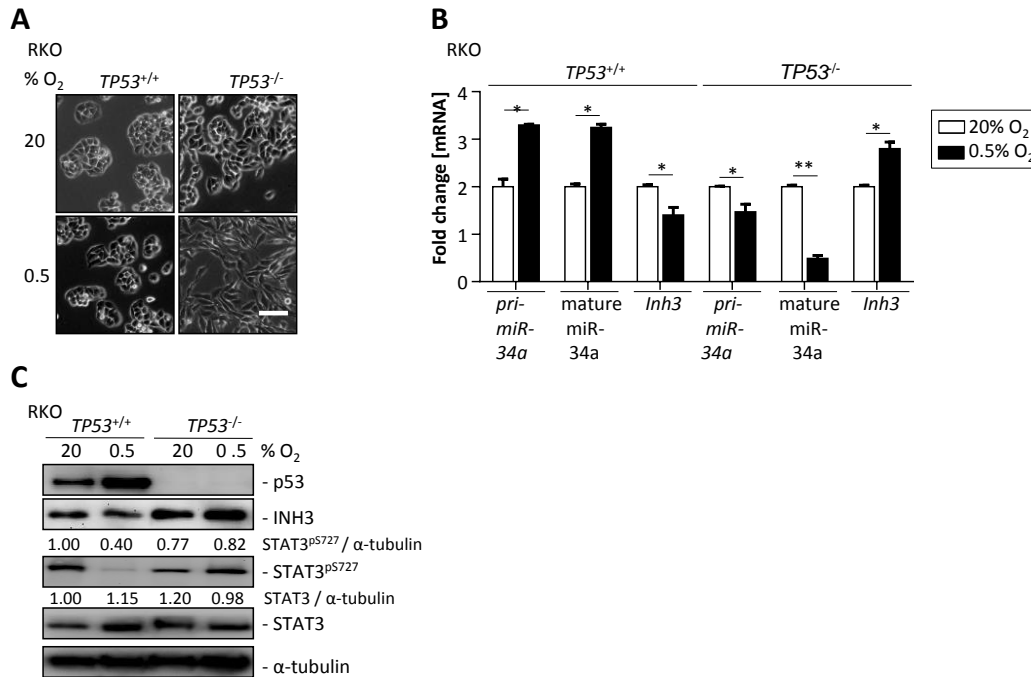 A
RKO
% O2
TP53+/+ TP53-/-
20
0.5
B
RKO
TP53+/+ TP53-/-
Fold change [mRNA]
4
3
2
1
0
* * * * ** *
pri-miR-34a mature miR-34a Inh3 pri-miR-34a mature miR-34a Inh3
20% O2
0.5% O2
C
RKO
TP53+/+ TP53-/-
20 0.5 20 0 .5 % O2
- p53
- INH3
1.00 0.40 0.77 0.82 STAT3pS727 / α-tubulin
- STAT3pS727
1.00 1.15 1.20 0.98 STAT3 / α-tubulin
- STAT3
- α-tubulin